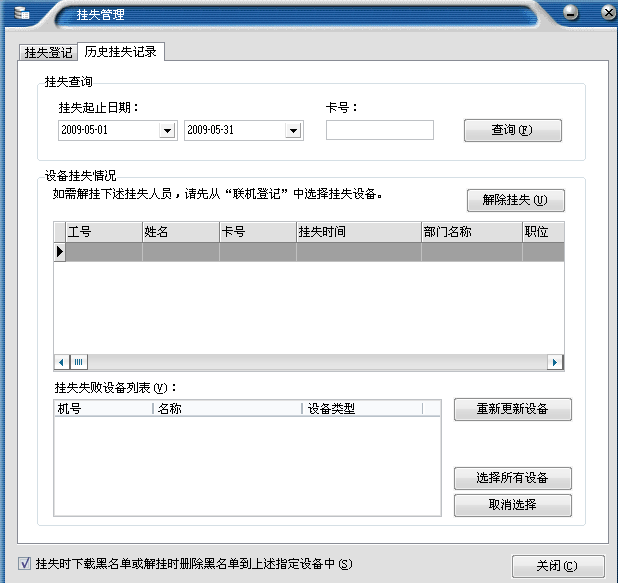 挂失管理
挂失登记 历史挂失记录
挂失查询
挂失起止日期： 卡号：
2009-05-01 2009-05-31 查询(F)
设备挂失情况
如需解挂下述挂失人员，请先从“联机登记”中选择挂失设备。
解除挂失(U)
工号 姓名 卡号 挂失时间 部门名称 职位
挂失失败设备列表(V)：
机号 名称 设备类型
重新更新设备
选择所有设备
取消选择
挂失时下载黑名单或解挂时删除黑名单到上述指定设备中(S)
关闭(C)